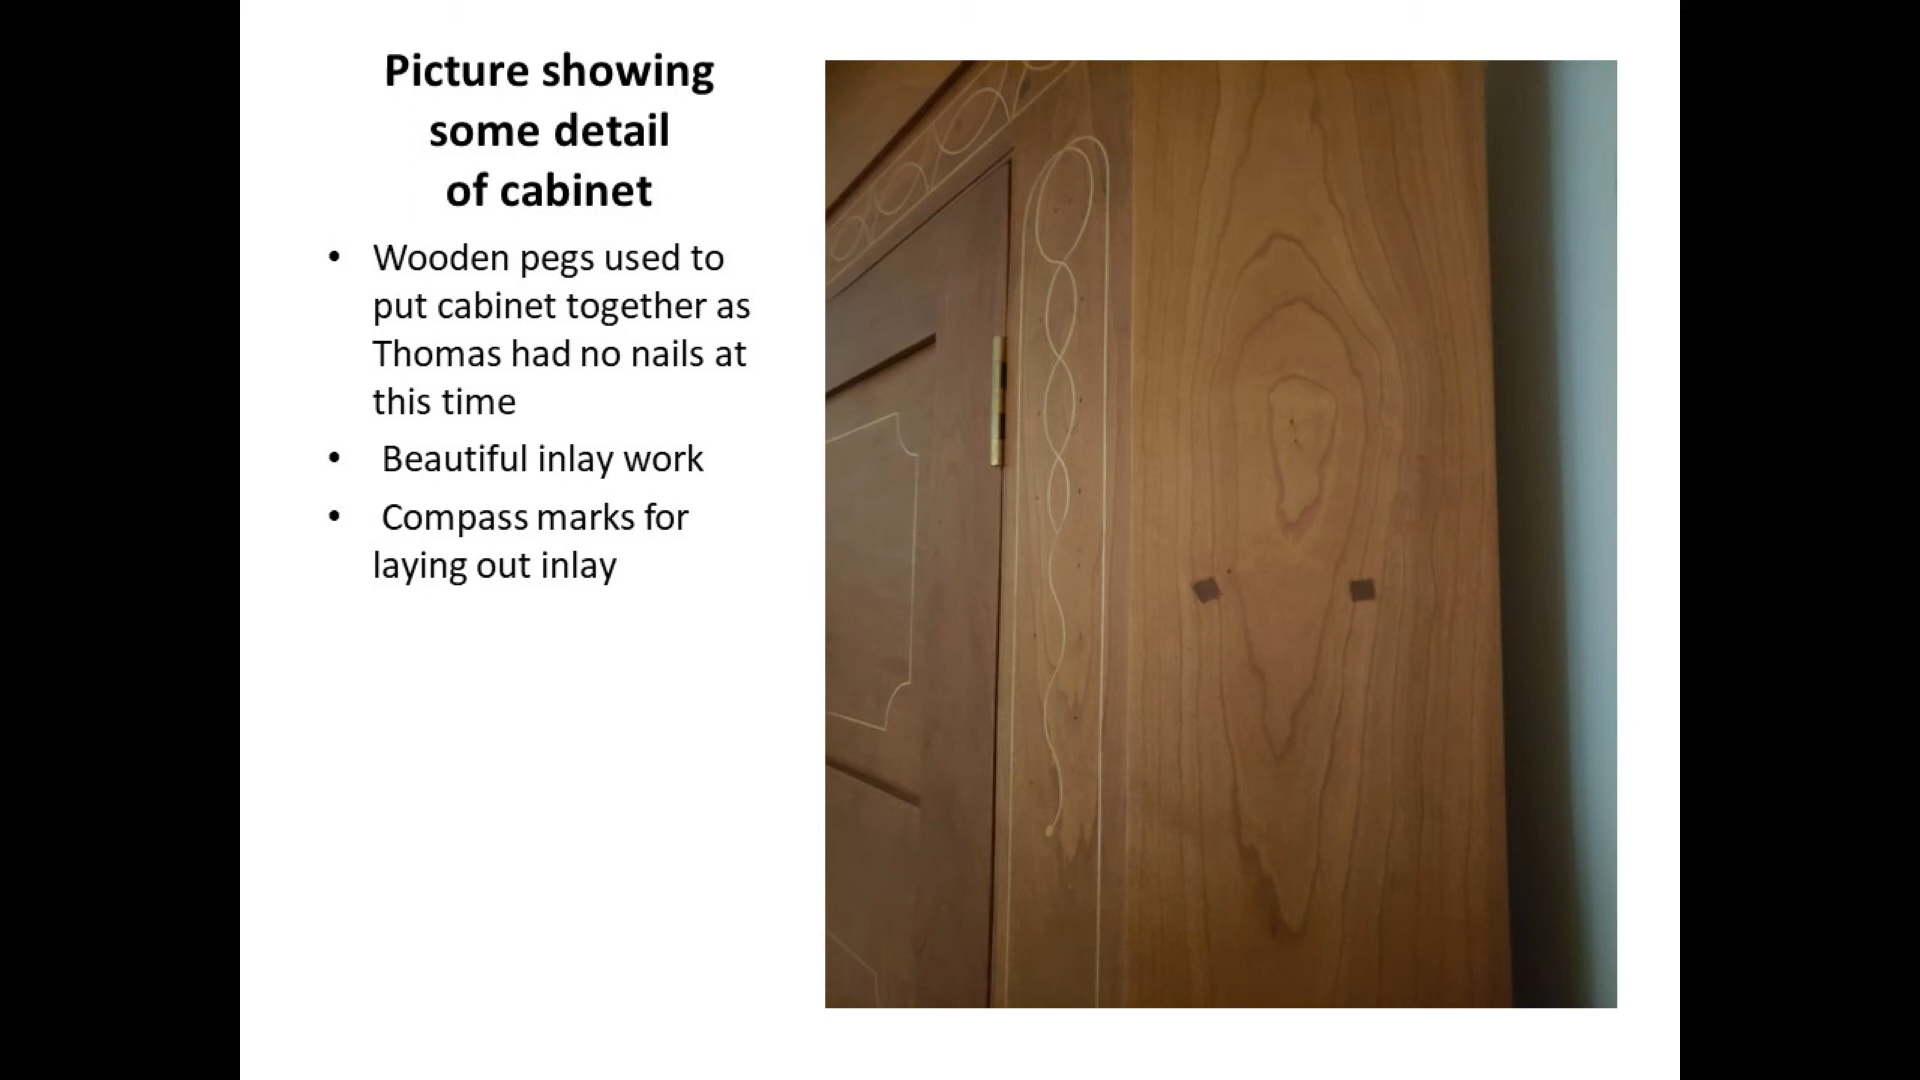 Picture showing
some detail
of cabinet
• Wooden pegs used to
put cabinet together as
Thomas had no nails at
this time
• Beautiful inlay work
• Compass marks for
laying out inlay